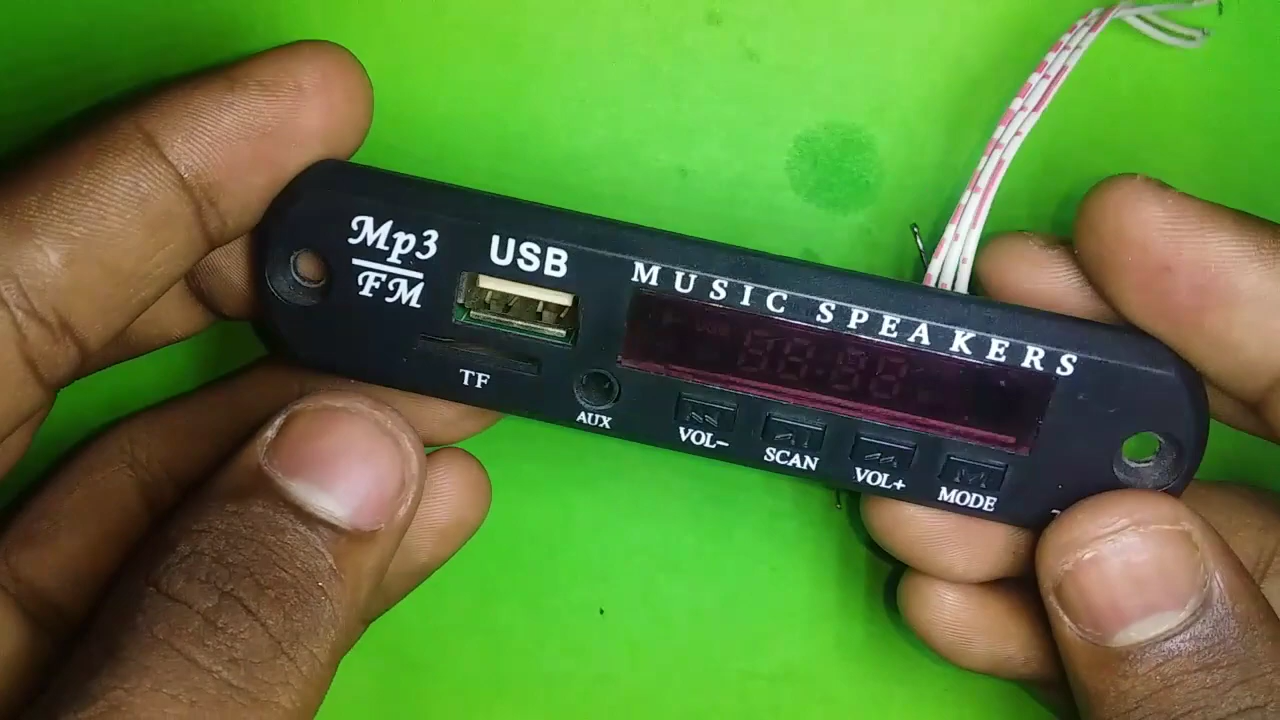 Mp3
FM
USB
MUSIC SPEAKERS
TF
AUX
VOL−
SCAN
VOL+
MODE